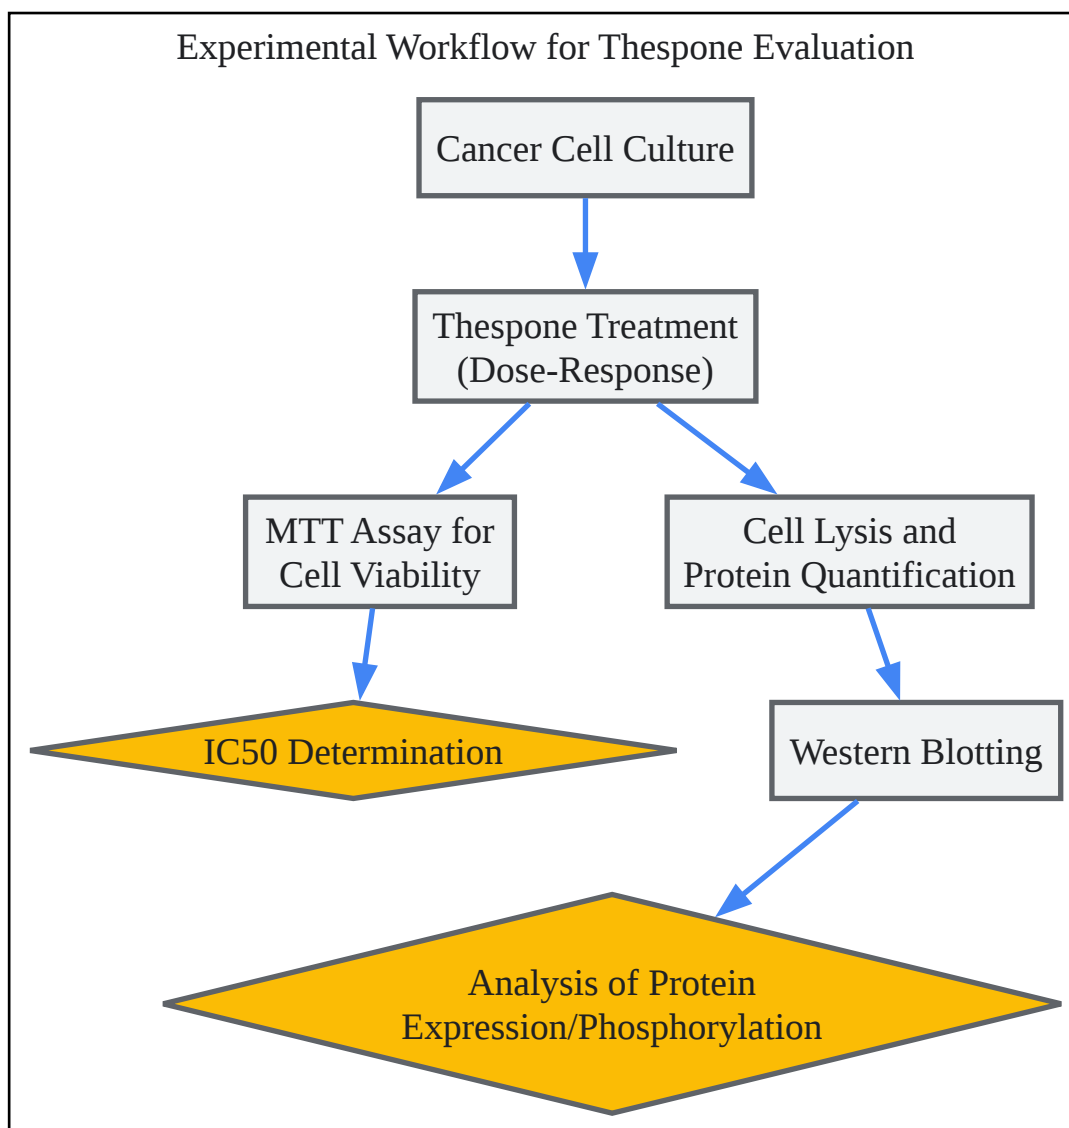 Experimental Workflow for Thespone Evaluation
Cancer Cell Culture
Thespone Treatment
(Dose-Response)
MTT Assay for
Cell Viability
Cell Lysis and
Protein Quantification
IC50 Determination
Western Blotting
Analysis of Protein
Expression/Phosphorylation